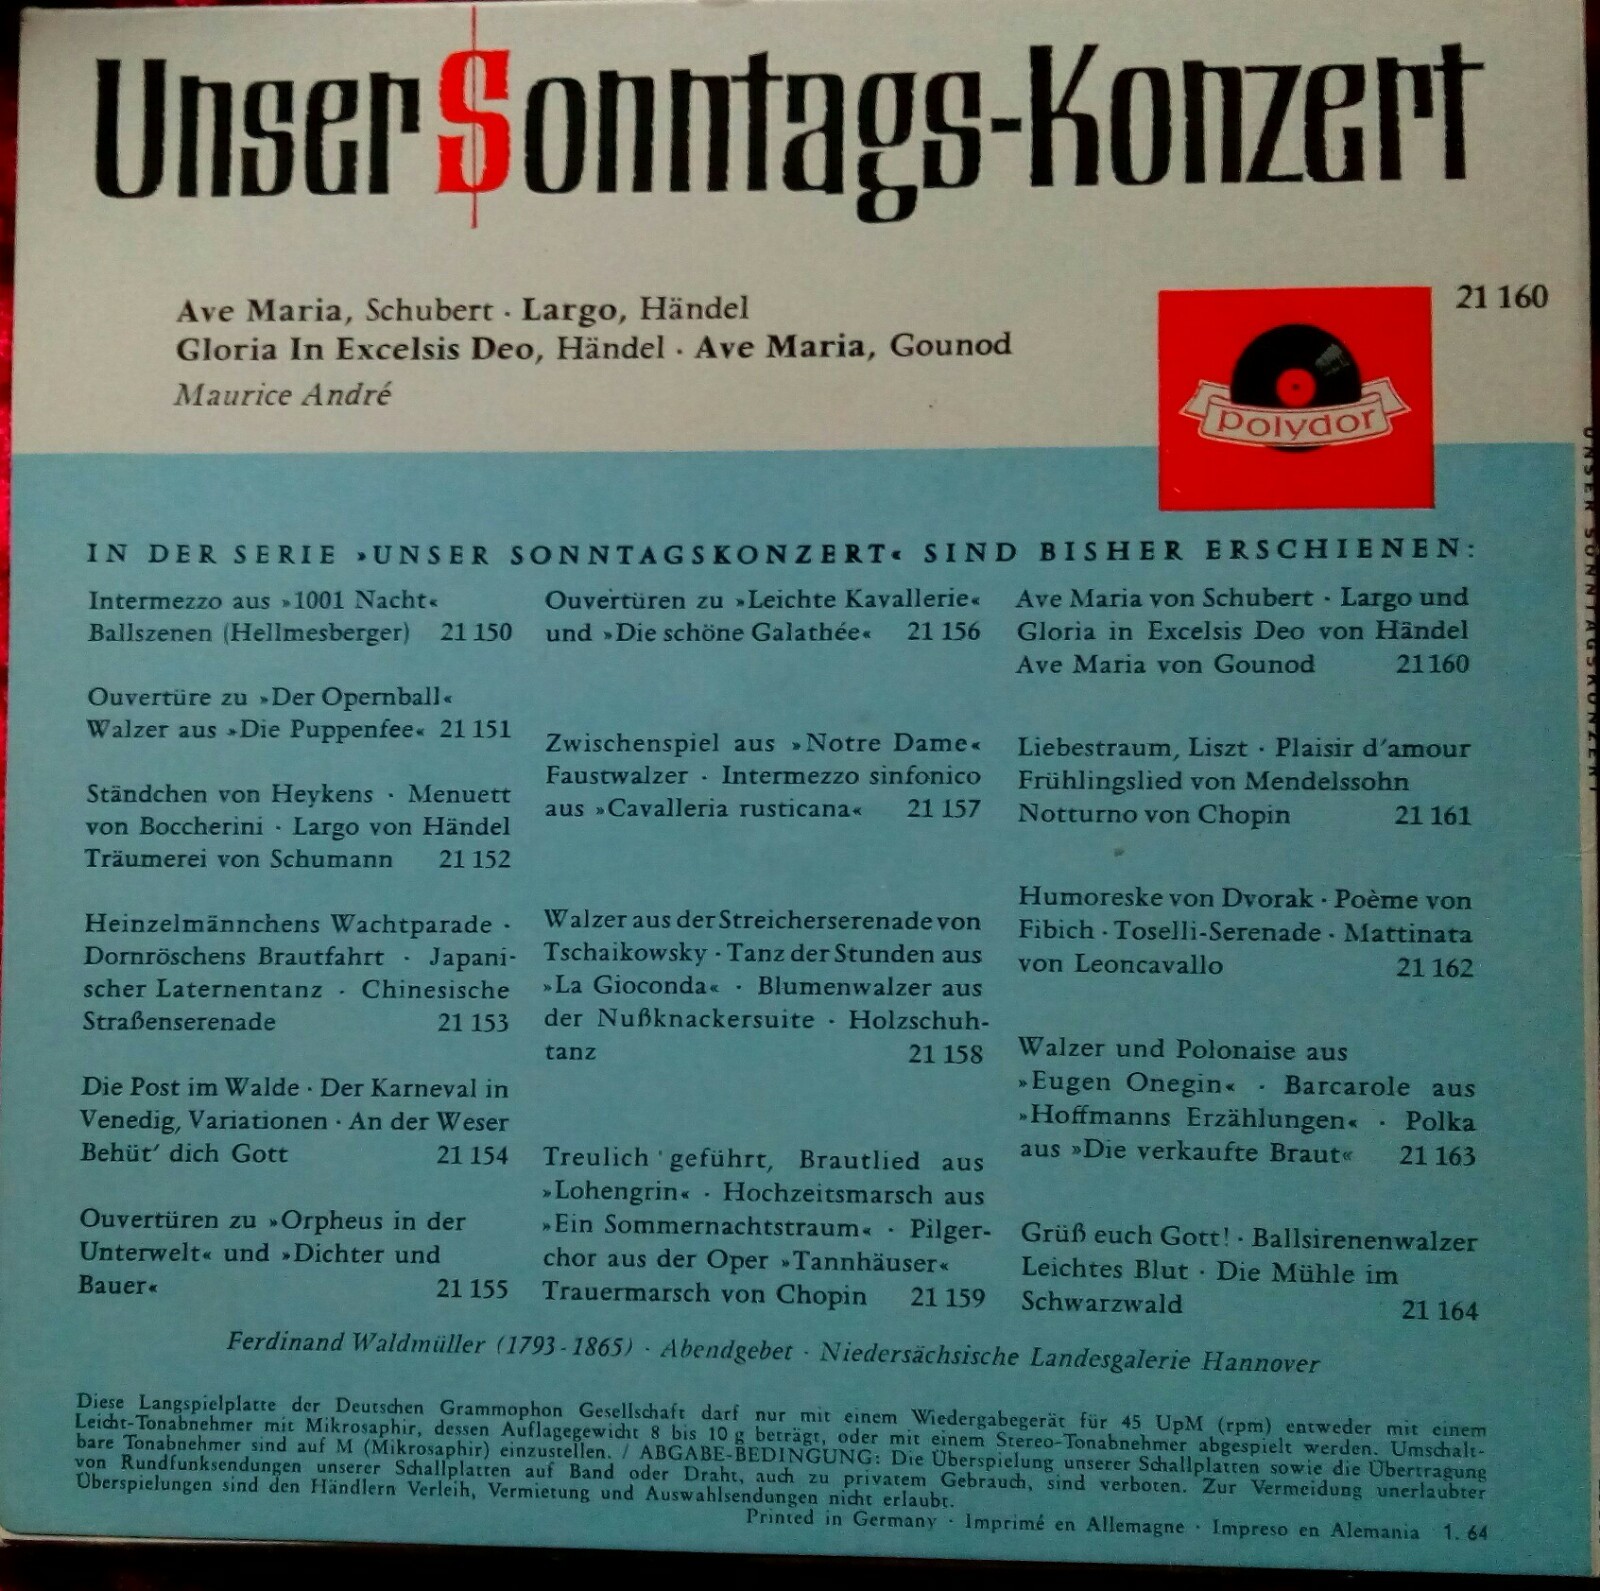 Unser Sonntags-Konzert
21 160
Ave Maria, Schubert · Largo, Händel
Gloria In Excelsis Deo, Händel · Ave Maria, Gounod
Maurice André
polydor
IN DER SERIE »UNSER SONNTAGSKONZERT« SIND BISHER ERSCHIENEN:
Intermezzo aus »1001 Nacht«
Ballszenen (Hellmesberger) 21 150
Ouvertüre zu »Der Opernball«
Walzer aus »Die Puppenfee« 21 151
Ständchen von Heykens · Menuett
von Boccherini · Largo von Händel
Träumerei von Schumann 21 152
Heinzelmännchens Wachtparade ·
Dornröschens Brautfahrt · Japani-
scher Laternentanz · Chinesische
Straßenserenade 21 153
Die Post im Walde · Der Karneval in
Venedig, Variationen · An der Weser
Behüt' dich Gott 21 154
Ouvertüren zu »Orpheus in der
Unterwelt« und »Dichter und
Bauer« 21 155
Ouvertüren zu »Leichte Kavallerie«
und »Die schöne Galathée« 21 156
Zwischenspiel aus »Notre Dame«
Faustwalzer · Intermezzo sinfonico
aus »Cavalleria rusticana« 21 157
Walzer aus der Streicherserenade von
Tschaikowsky · Tanz der Stunden aus
»La Gioconda« · Blumenwalzer aus
der Nußknackersuite · Holzschuh-
tanz 21 158
Treulich geführt, Brautlied aus
»Lohengrin« · Hochzeitsmarsch aus
»Ein Sommernachtstraum« · Pilger-
chor aus der Oper »Tannhäuser«
Trauermarsch von Chopin 21 159
Ave Maria von Schubert · Largo und
Gloria in Excelsis Deo von Händel
Ave Maria von Gounod 21160
Liebestraum, Liszt · Plaisir d'amour
Frühlingslied von Mendelssohn
Notturno von Chopin 21 161
Humoreske von Dvorak · Poème von
Fibich · Toselli-Serenade · Mattinata
von Leoncavallo 21 162
Walzer und Polonaise aus
»Eugen Onegin« · Barcarole aus
»Hoffmanns Erzählungen« · Polka
aus »Die verkaufte Braut« 21 163
Grüß euch Gott! · Ballsirenenwalzer
Leichtes Blut · Die Mühle im
Schwarzwald 21 164
Ferdinand Waldmüller (1793-1865) · Abendgebet · Niedersächsische Landesgalerie Hannover
Diese Langspielplatte der Deutschen Grammophon Gesellschaft darf nur mit einem Wiedergabegerät für 45 UpM (rpm) entweder mit einem
Leicht-Tonabnehmer mit Mikrosaphir, dessen Auflagegewicht 8 bis 10 g beträgt, oder mit einem Stereo-Tonabnehmer abgespielt werden. Umschalt-
bare Tonabnehmer sind auf M (Mikrosaphir) einzustellen. / ABGABE-BEDINGUNG: Die Überspielung unserer Schallplatten sowie die Übertragung
von Rundfunksendungen unserer Schallplatten auf Band oder Draht, auch zu privatem Gebrauch, sind verboten. Zur Vermeidung unerlaubter
Überspielungen sind den Händlern Verleih, Vermietung und Auswahlsendungen nicht erlaubt.
Printed in Germany · Imprimé en Allemagne · Impreso en Alemania 1. 64
UNSER SONNTAGSKONZERT